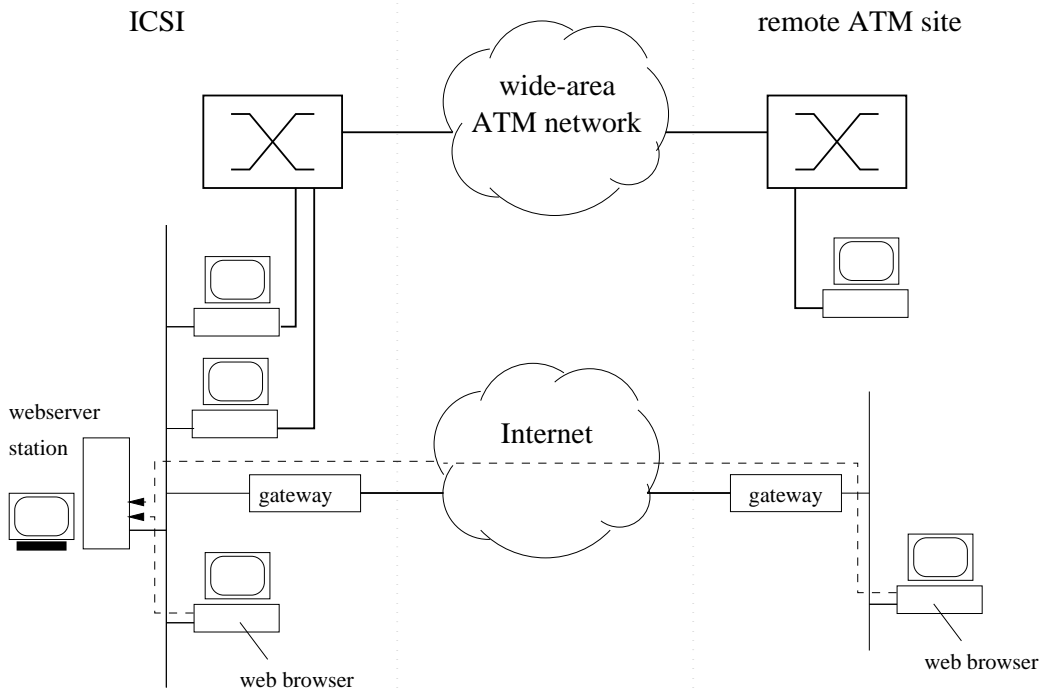 ICSI
remote ATM site
wide-area
ATM network
webserver
station
Internet
gateway
gateway
web browser
web browser